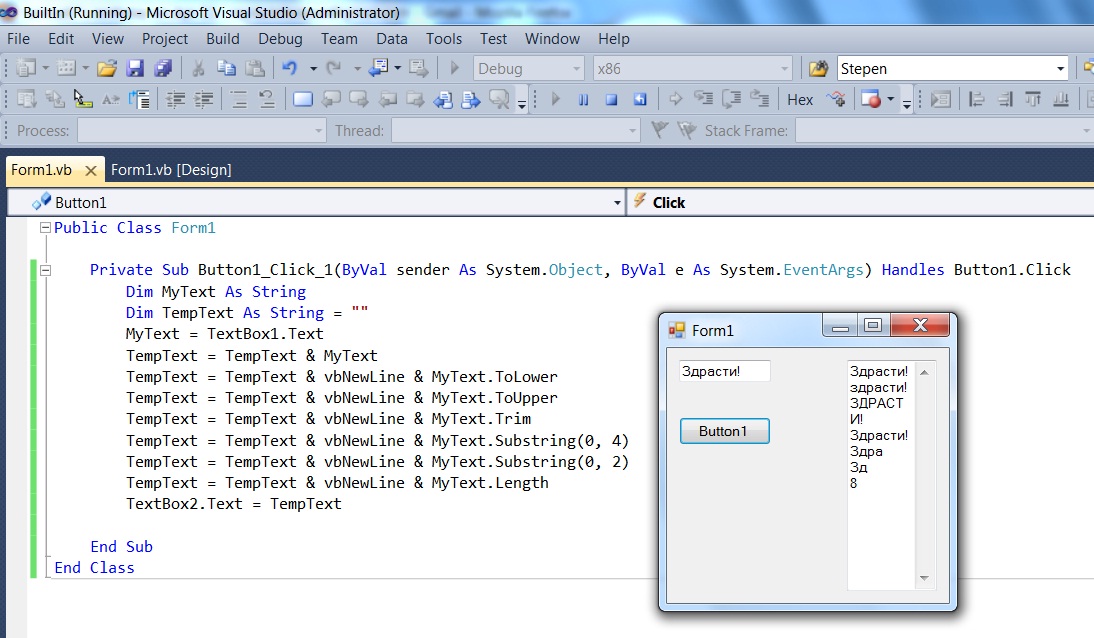 BuiltIn (Running) - Microsoft Visual Studio (Administrator)
File Edit View Project Build Debug Team Data Tools Test Window Help
Debug x86 Stepen
Hex
Process: Thread: Stack Frame:
Form1.vb Form1.vb [Design]
Button1 Click
Public Class Form1
Private Sub Button1_Click_1(ByVal sender As System.Object, ByVal e As System.EventArgs) Handles Button1.Click
Dim MyText As String
Dim TempText As String = ""
MyText = TextBox1.Text
TempText = TempText & MyText
TempText = TempText & vbNewLine & MyText.ToLower
TempText = TempText & vbNewLine & MyText.ToUpper
TempText = TempText & vbNewLine & MyText.Trim
TempText = TempText & vbNewLine & MyText.Substring(0, 4)
TempText = TempText & vbNewLine & MyText.Substring(0, 2)
TempText = TempText & vbNewLine & MyText.Length
TextBox2.Text = TempText
End Sub
End Class
Form1
Здрасти!
Button1
Здрасти!
здрасти!
ЗДРАСТ
И!
Здрасти!
Здра
Зд
8